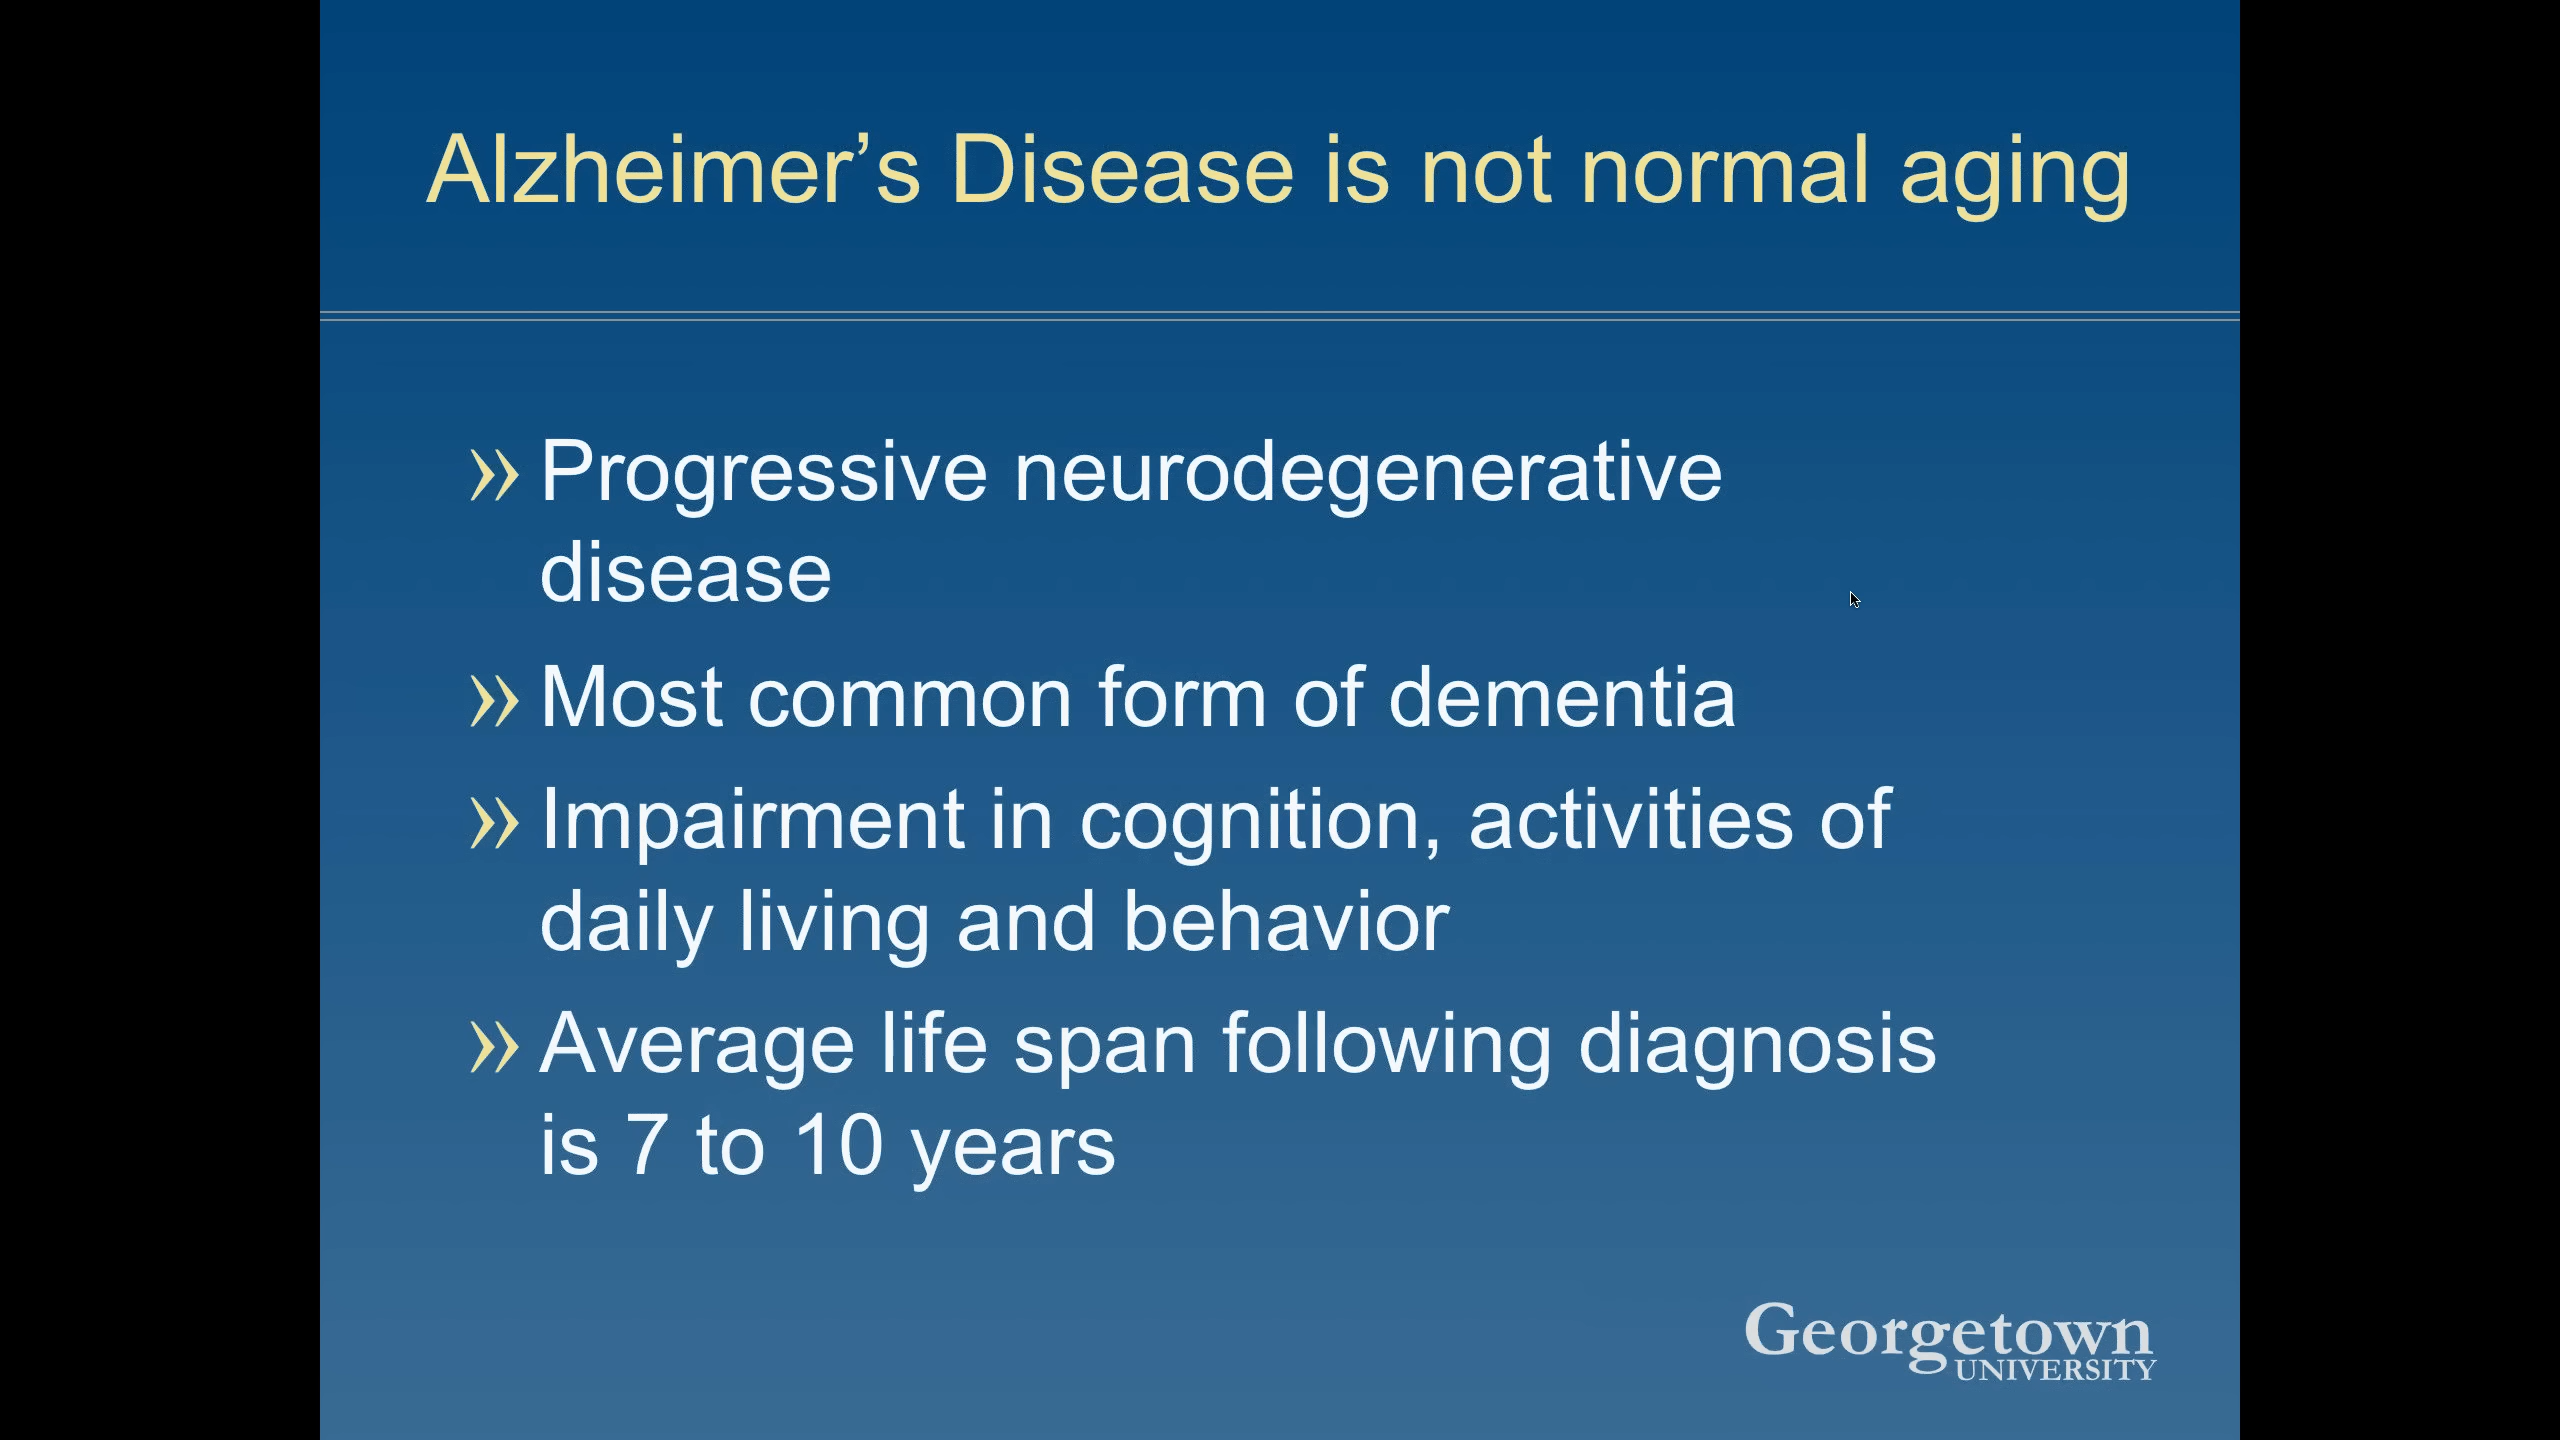 Alzheimer’s Disease is not normal aging
» Progressive neurodegenerative
disease
» Most common form of dementia
» Impairment in cognition, activities of
daily living and behavior
» Average life span following diagnosis
is 7 to 10 years
Georgetown
UNIVERSITY